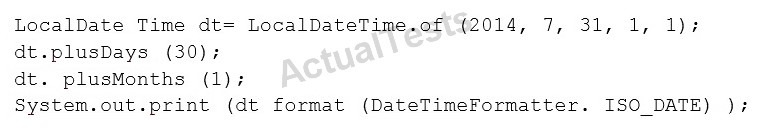 LocalDate Time dt= LocalDateTime.of (2014, 7, 31, 1, 1);
dt.plusDays (30);
dt. plusMonths (1);
System.out.print (dt format (DateTimeFormatter. ISO_DATE) );
ActualTests